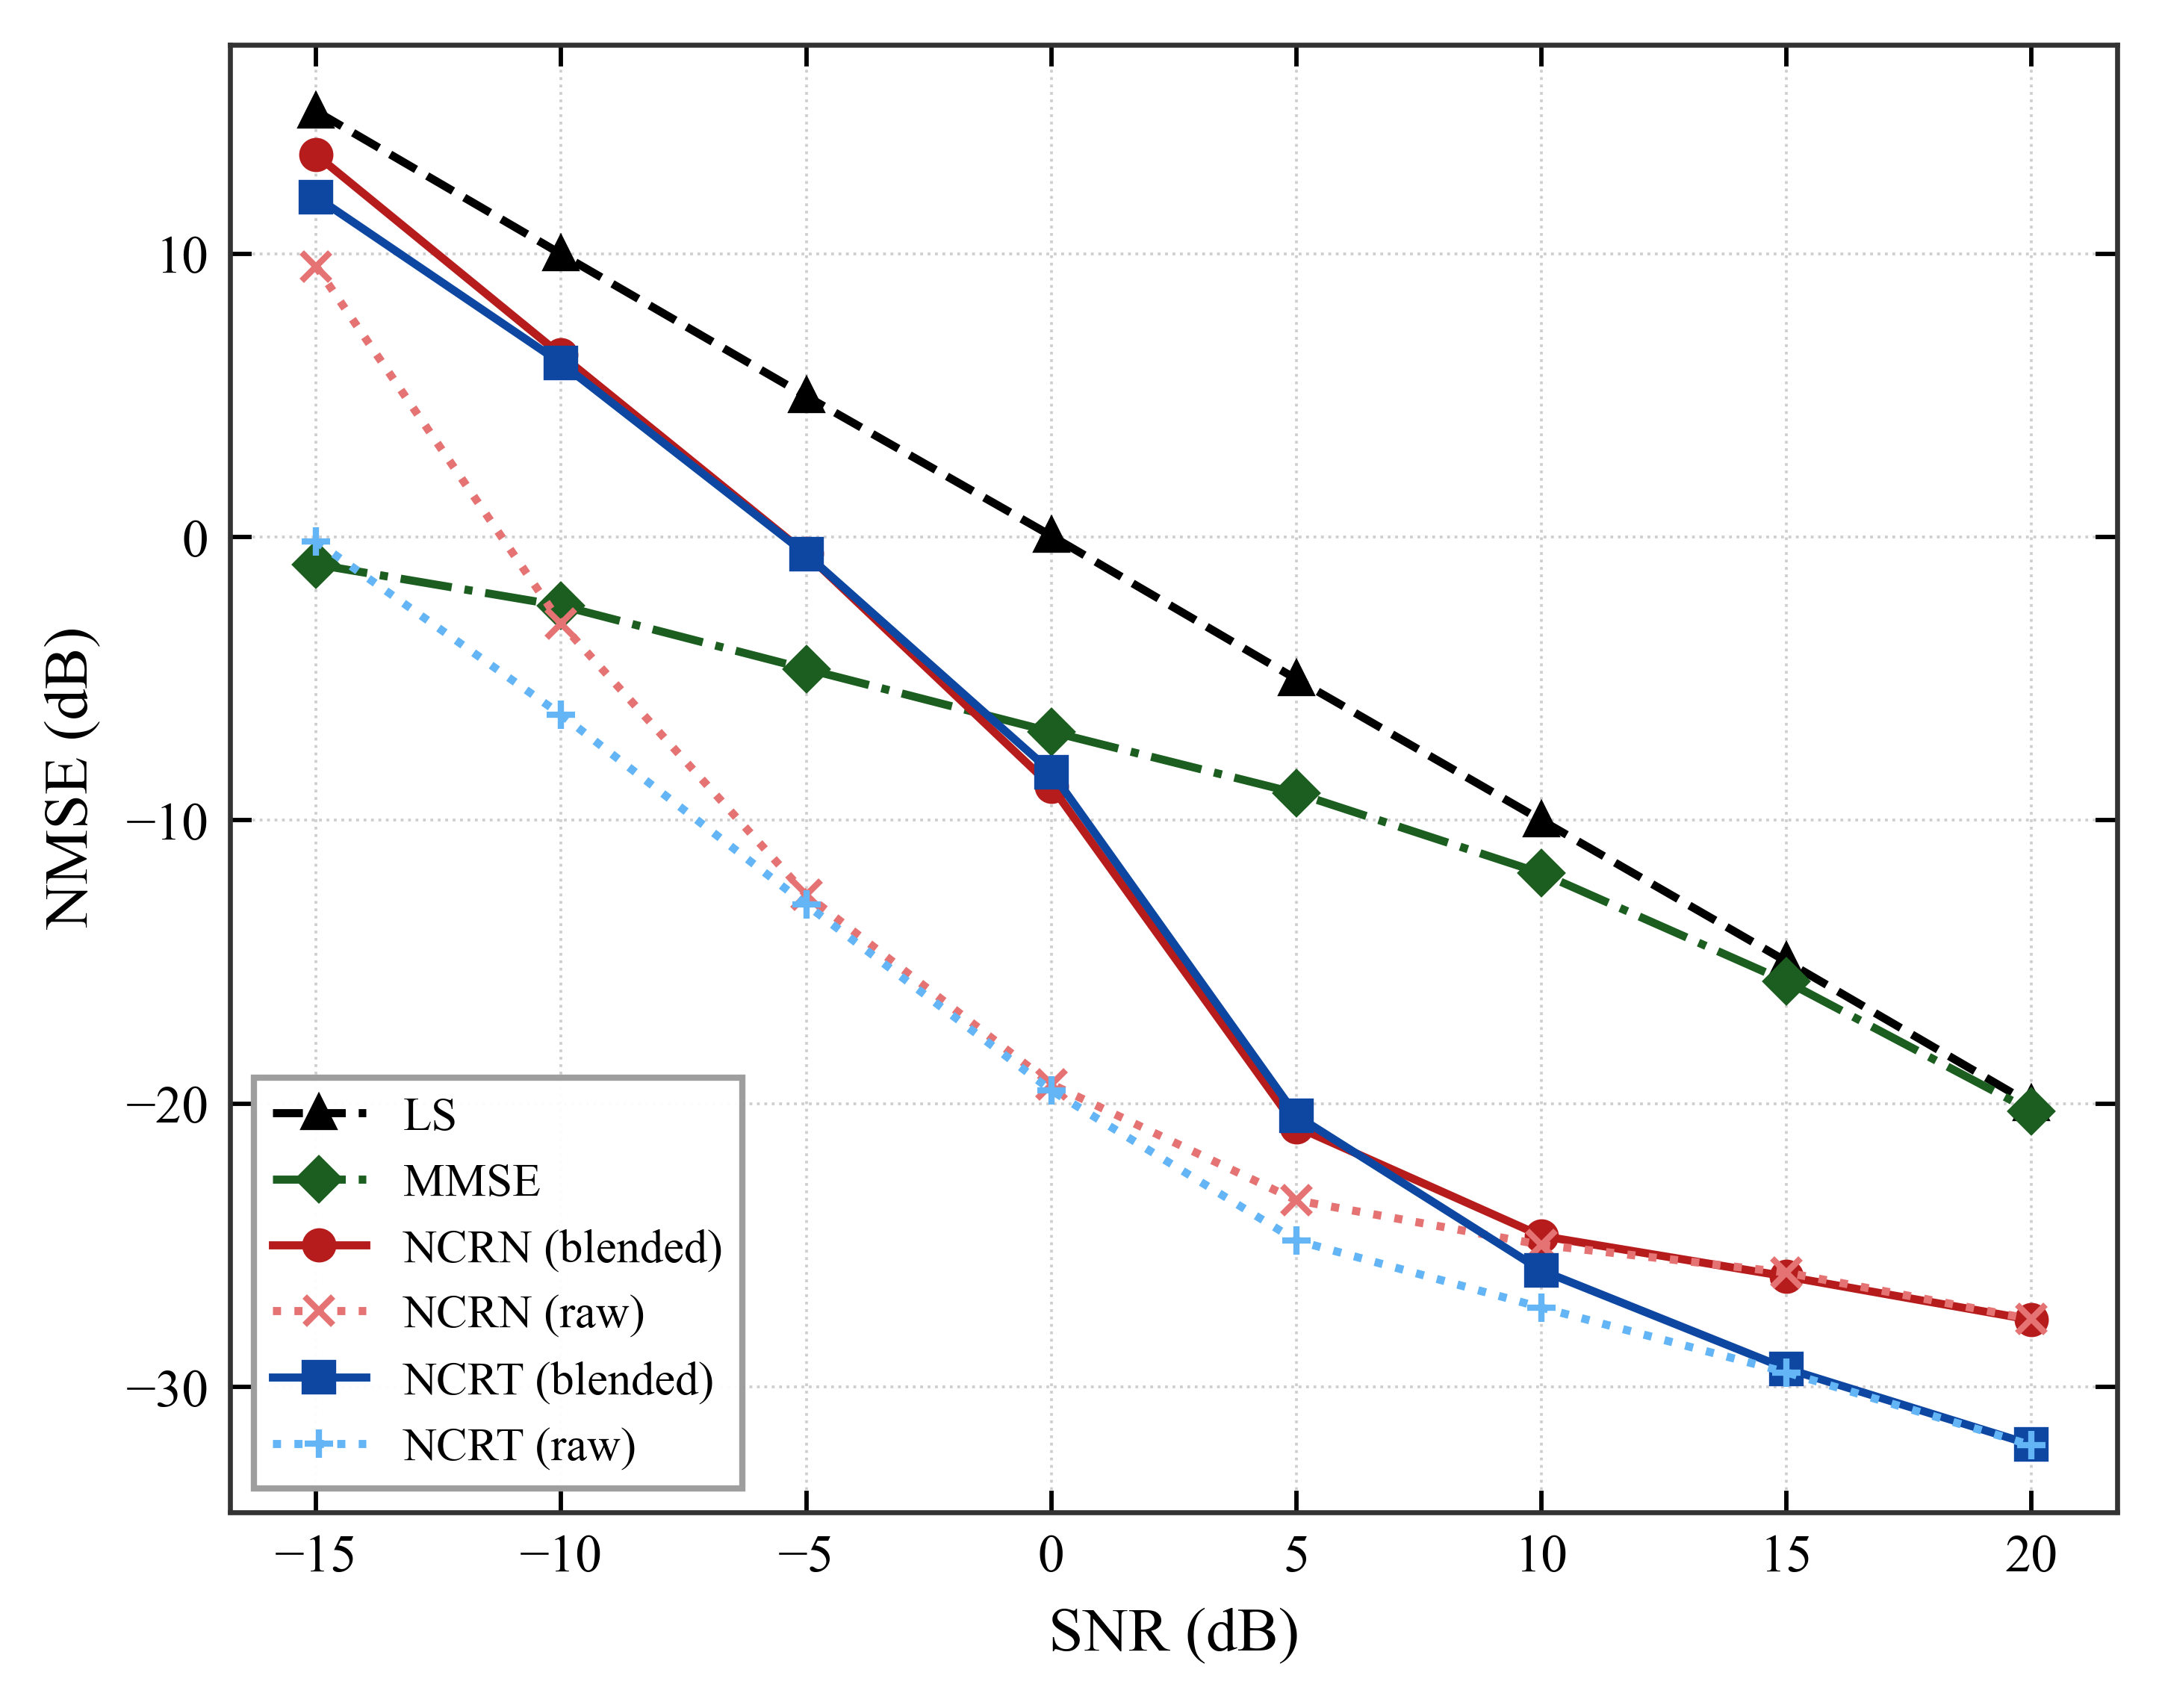 NMSE (dB)
10
0
−10
−20
−30
LS
MMSE
NCRN (blended)
NCRN (raw)
NCRT (blended)
NCRT (raw)
−15 −10 −5 0 5 10 15 20
SNR (dB)